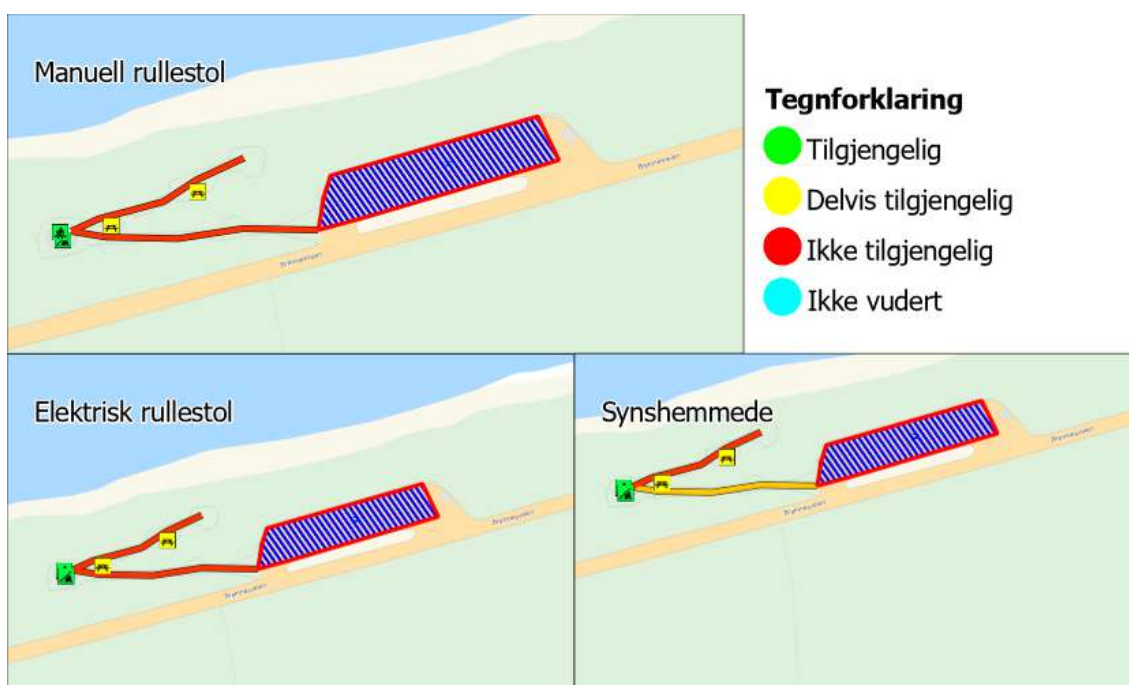 Manuell rullestol
Tegnforklaring
Tilgjengelig
Delvis tilgjengelig
Ikke tilgjengelig
Ikke vudert
Elektrisk rullestol
Synshemmede